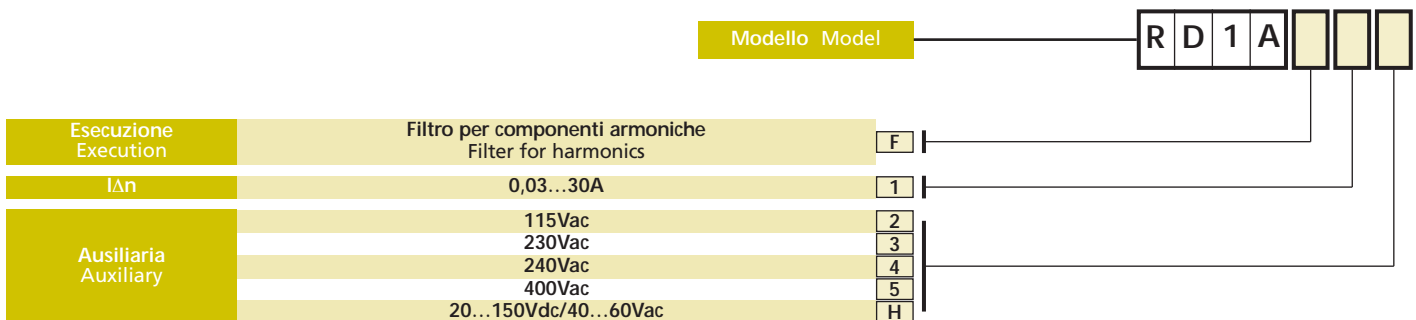 Modello Model
R D 1 A
Esecuzione
Execution
Filtro per componenti armoniche
Filter for harmonics
F
I∆n
0,03...30A
1
Ausiliaria
Auxiliary
115Vac
2
230Vac
3
240Vac
4
400Vac
5
20...150Vdc/40...60Vac
H